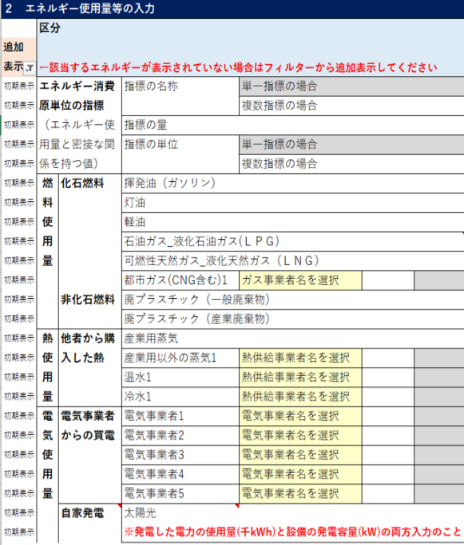 2 エネルギー使用量等の入力
区分
追加
表示
←該当するエネルギーが表示されていない場合はフィルターから追加表示してください
初期表示 エネルギー消費 指標の名称 単一指標の場合
初期表示 原単位の指標 複数指標の場合
初期表示 （エネルギー使 指標の量
初期表示 用量と密接な関 指標の単位 単一指標の場合
初期表示 係を持つ値） 複数指標の場合
初期表示 燃 化石燃料 揮発油（ガソリン）
初期表示 料 灯油
初期表示 使 軽油
初期表示 用 石油ガス_液化石油ガス(ＬＰＧ)
初期表示 量 可燃性天然ガス_液化天然ガス（ＬＮＧ）
初期表示 都市ガス(CNG含む)1 ガス事業者名を選択
初期表示 非化石燃料 廃プラスチック（一般廃棄物）
初期表示 廃プラスチック（産業廃棄物）
初期表示 熱 他者から購 産業用蒸気
初期表示 使 入した熱 産業用以外の蒸気1 熱供給事業者名を選択
初期表示 用 温水1 熱供給事業者名を選択
初期表示 量 冷水1 熱供給事業者名を選択
初期表示 電 電気事業者 電気事業者1 電気事業者名を選択
初期表示 気 からの買電 電気事業者2 電気事業者名を選択
初期表示 使 電気事業者3 電気事業者名を選択
初期表示 用 電気事業者4 電気事業者名を選択
初期表示 量 電気事業者5 電気事業者名を選択
初期表示 自家発電 太陽光
初期表示 ※発電した電力の使用量(千kWh)と設備の発電容量(kW)の両方入力のこと